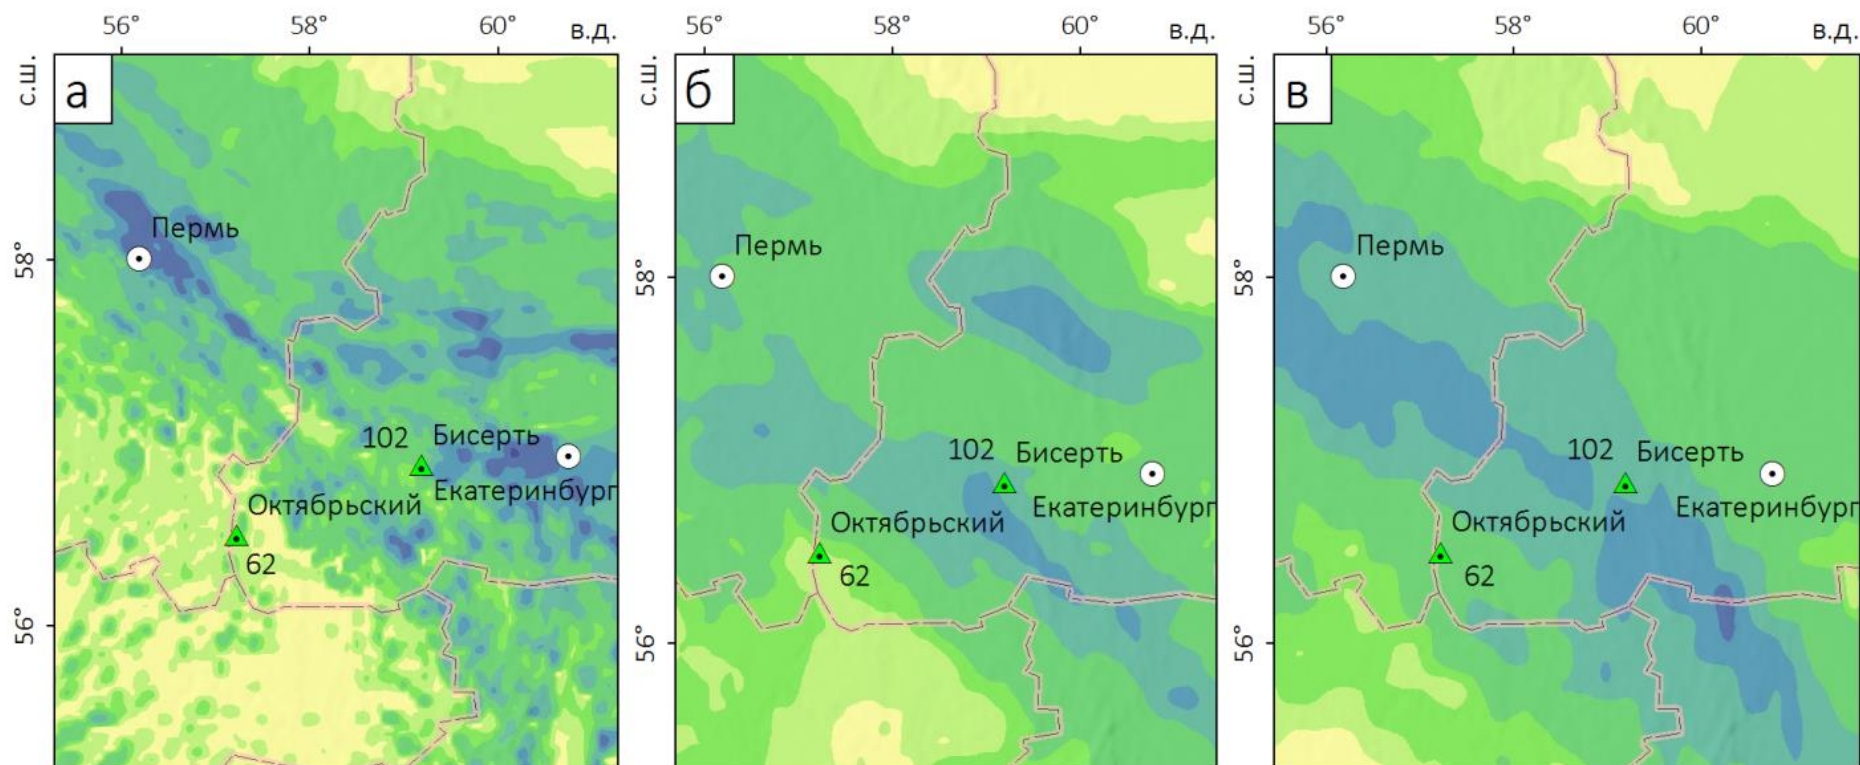 56° 58° 60° в.д.
с.ш.
а
58°
56°
Пермь
102 Бисерть
Екатеринбург
Октябрьский
62
56° 60° в.д.
с.ш.
б
58°
56°
Пермь
102 Бисерть
Екатеринбург
Октябрьский
62
56° 58° 60° в.д.
с.ш.
в
58°
56°
Пермь
102 Бисерть
Екатеринбург
Октябрьский
62